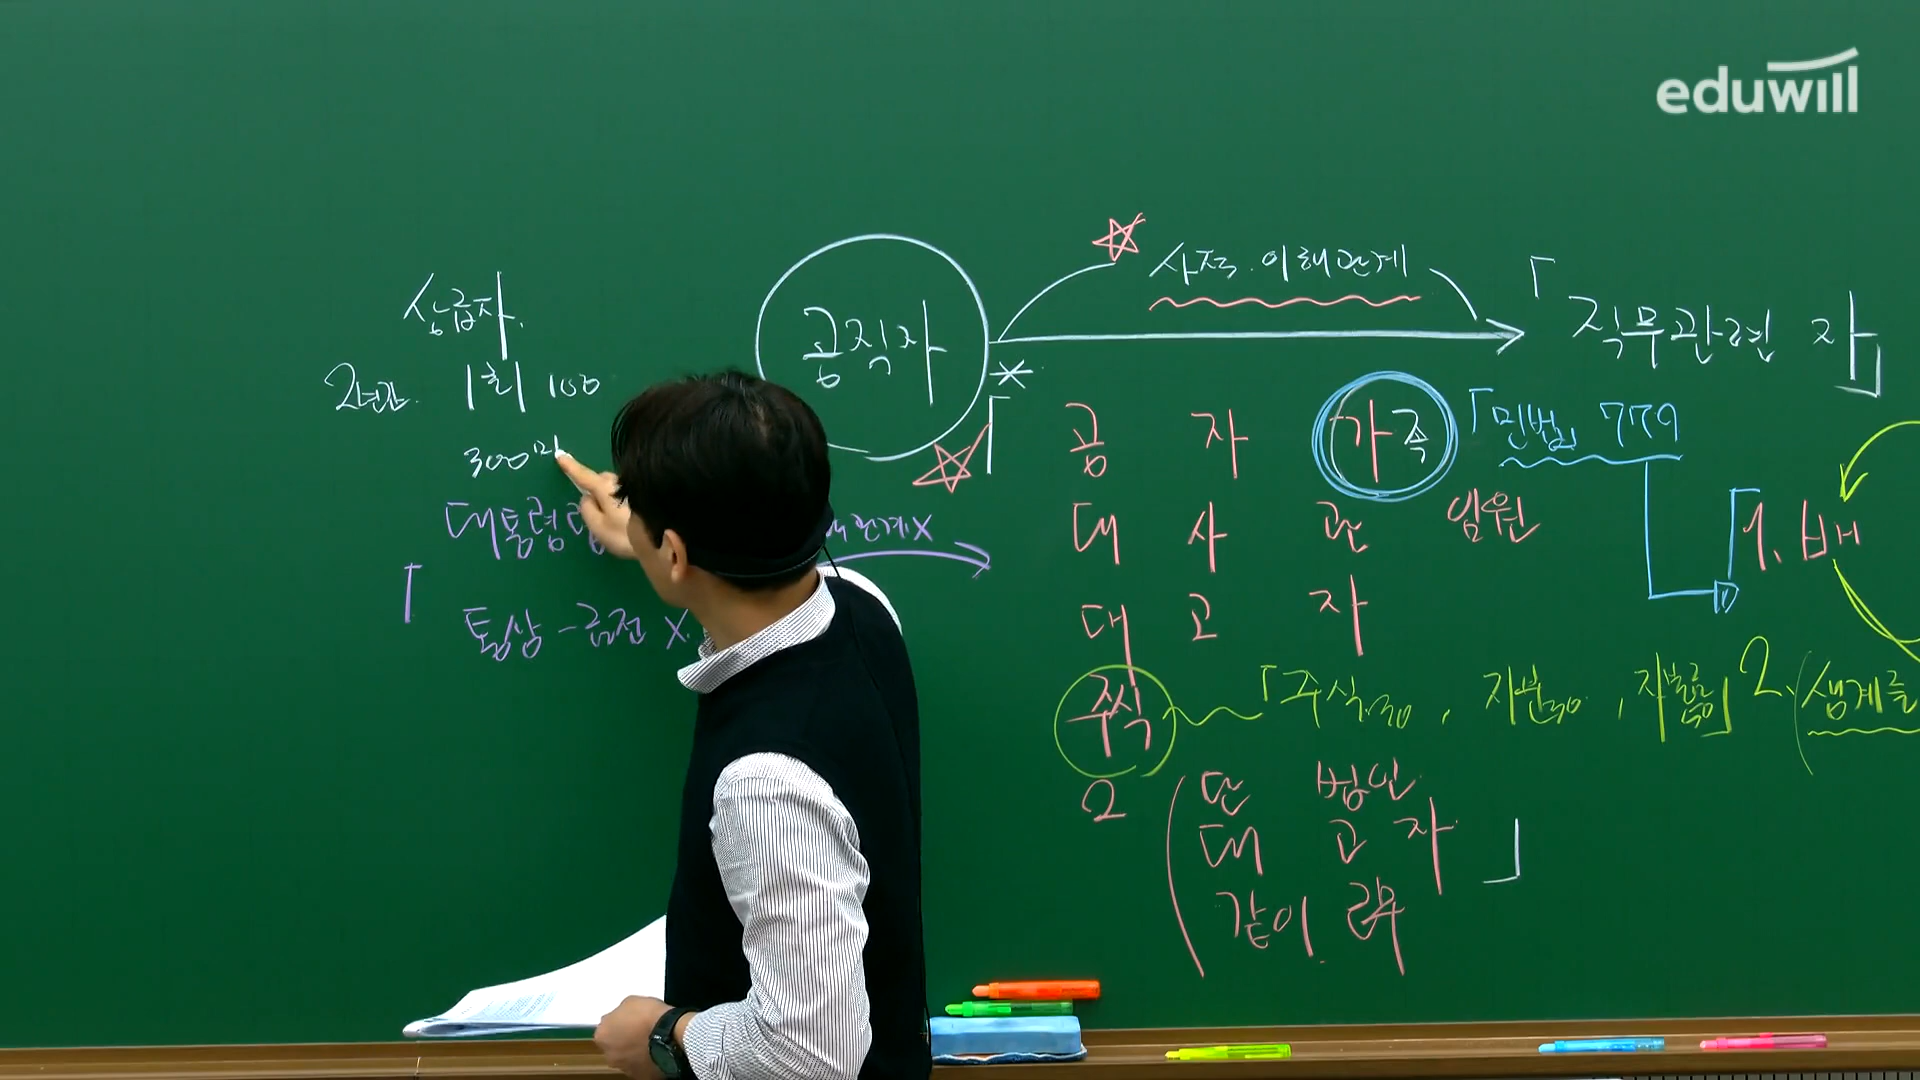 eduwill
상급자
2년간 1회 100
300만
대통령령
통상 - 금전 X
공직자
관계X
사적 이해관계
「직무관련 자」
공 자 가족 「민법」 779
대 사 관 임원
대 고 자
주식 「주식 30, 지분 30, 자본금 50」
1. 배
2. (생계를
2 (단 법인
대 고 자 」
같이